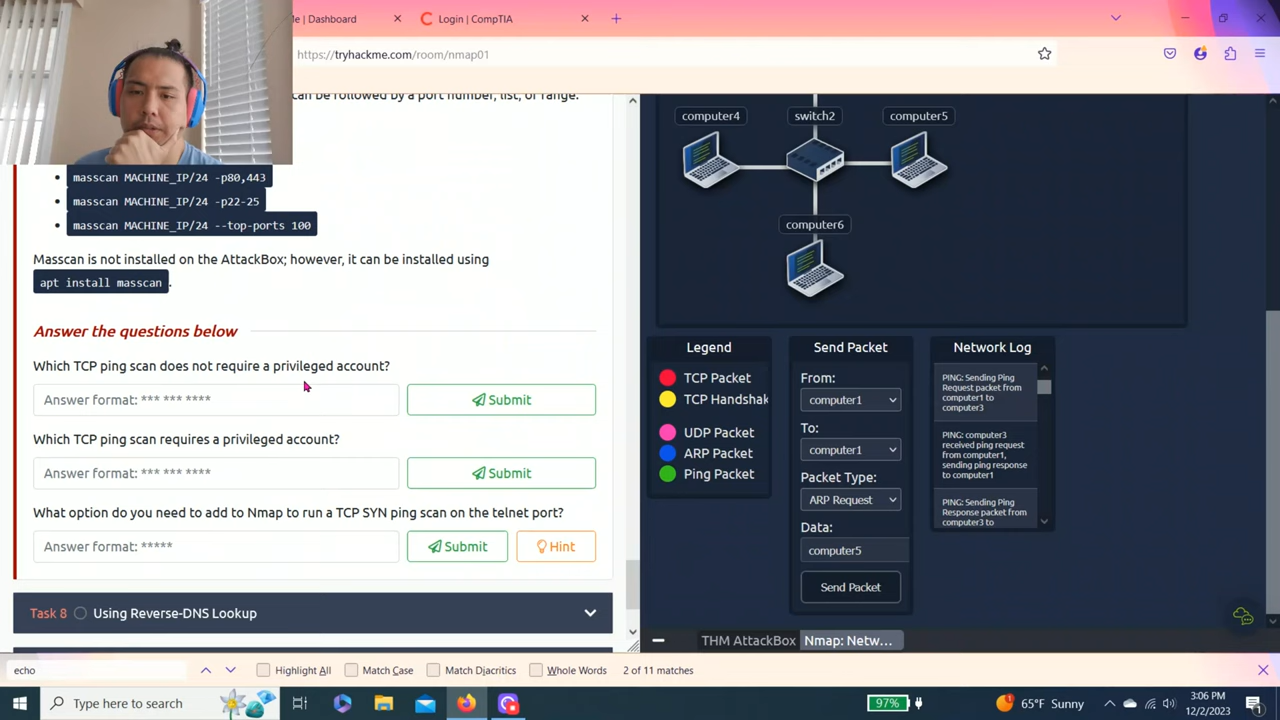 Me | Dashboard
Login | CompTIA
https://tryhackme.com/room/nmap01
can be followed by a port number, list, or range.
masscan MACHINE_IP/24 -p80,443
masscan MACHINE_IP/24 -p22-25
masscan MACHINE_IP/24 --top-ports 100
Masscan is not installed on the AttackBox; however, it can be installed using
apt install masscan.
Answer the questions below
Which TCP ping scan does not require a privileged account?
Answer format: *** *** ****
Submit
Which TCP ping scan requires a privileged account?
Answer format: *** *** ****
Submit
What option do you need to add to Nmap to run a TCP SYN ping scan on the telnet port?
Answer format: *****
Submit
Hint
Task 8
Using Reverse-DNS Lookup
computer4
switch2
computer5
computer6
Legend
TCP Packet
TCP Handshak
UDP Packet
ARP Packet
Ping Packet
Send Packet
From:
computer1
To:
computer1
Packet Type:
ARP Request
Data:
computer5
Send Packet
Network Log
PING: Sending Ping
Request packet from
computer1 to
computer3
PING: computer3
received ping request
from computer1,
sending ping response
to computer1
PING: Sending Ping
Response packet from
computer3 to
THM AttackBox
Nmap: Netw...
echo
Highlight All
Match Case
Match Diacritics
Whole Words
2 of 11 matches
Type here to search
97%
65°F Sunny
3:06 PM
12/2/2023